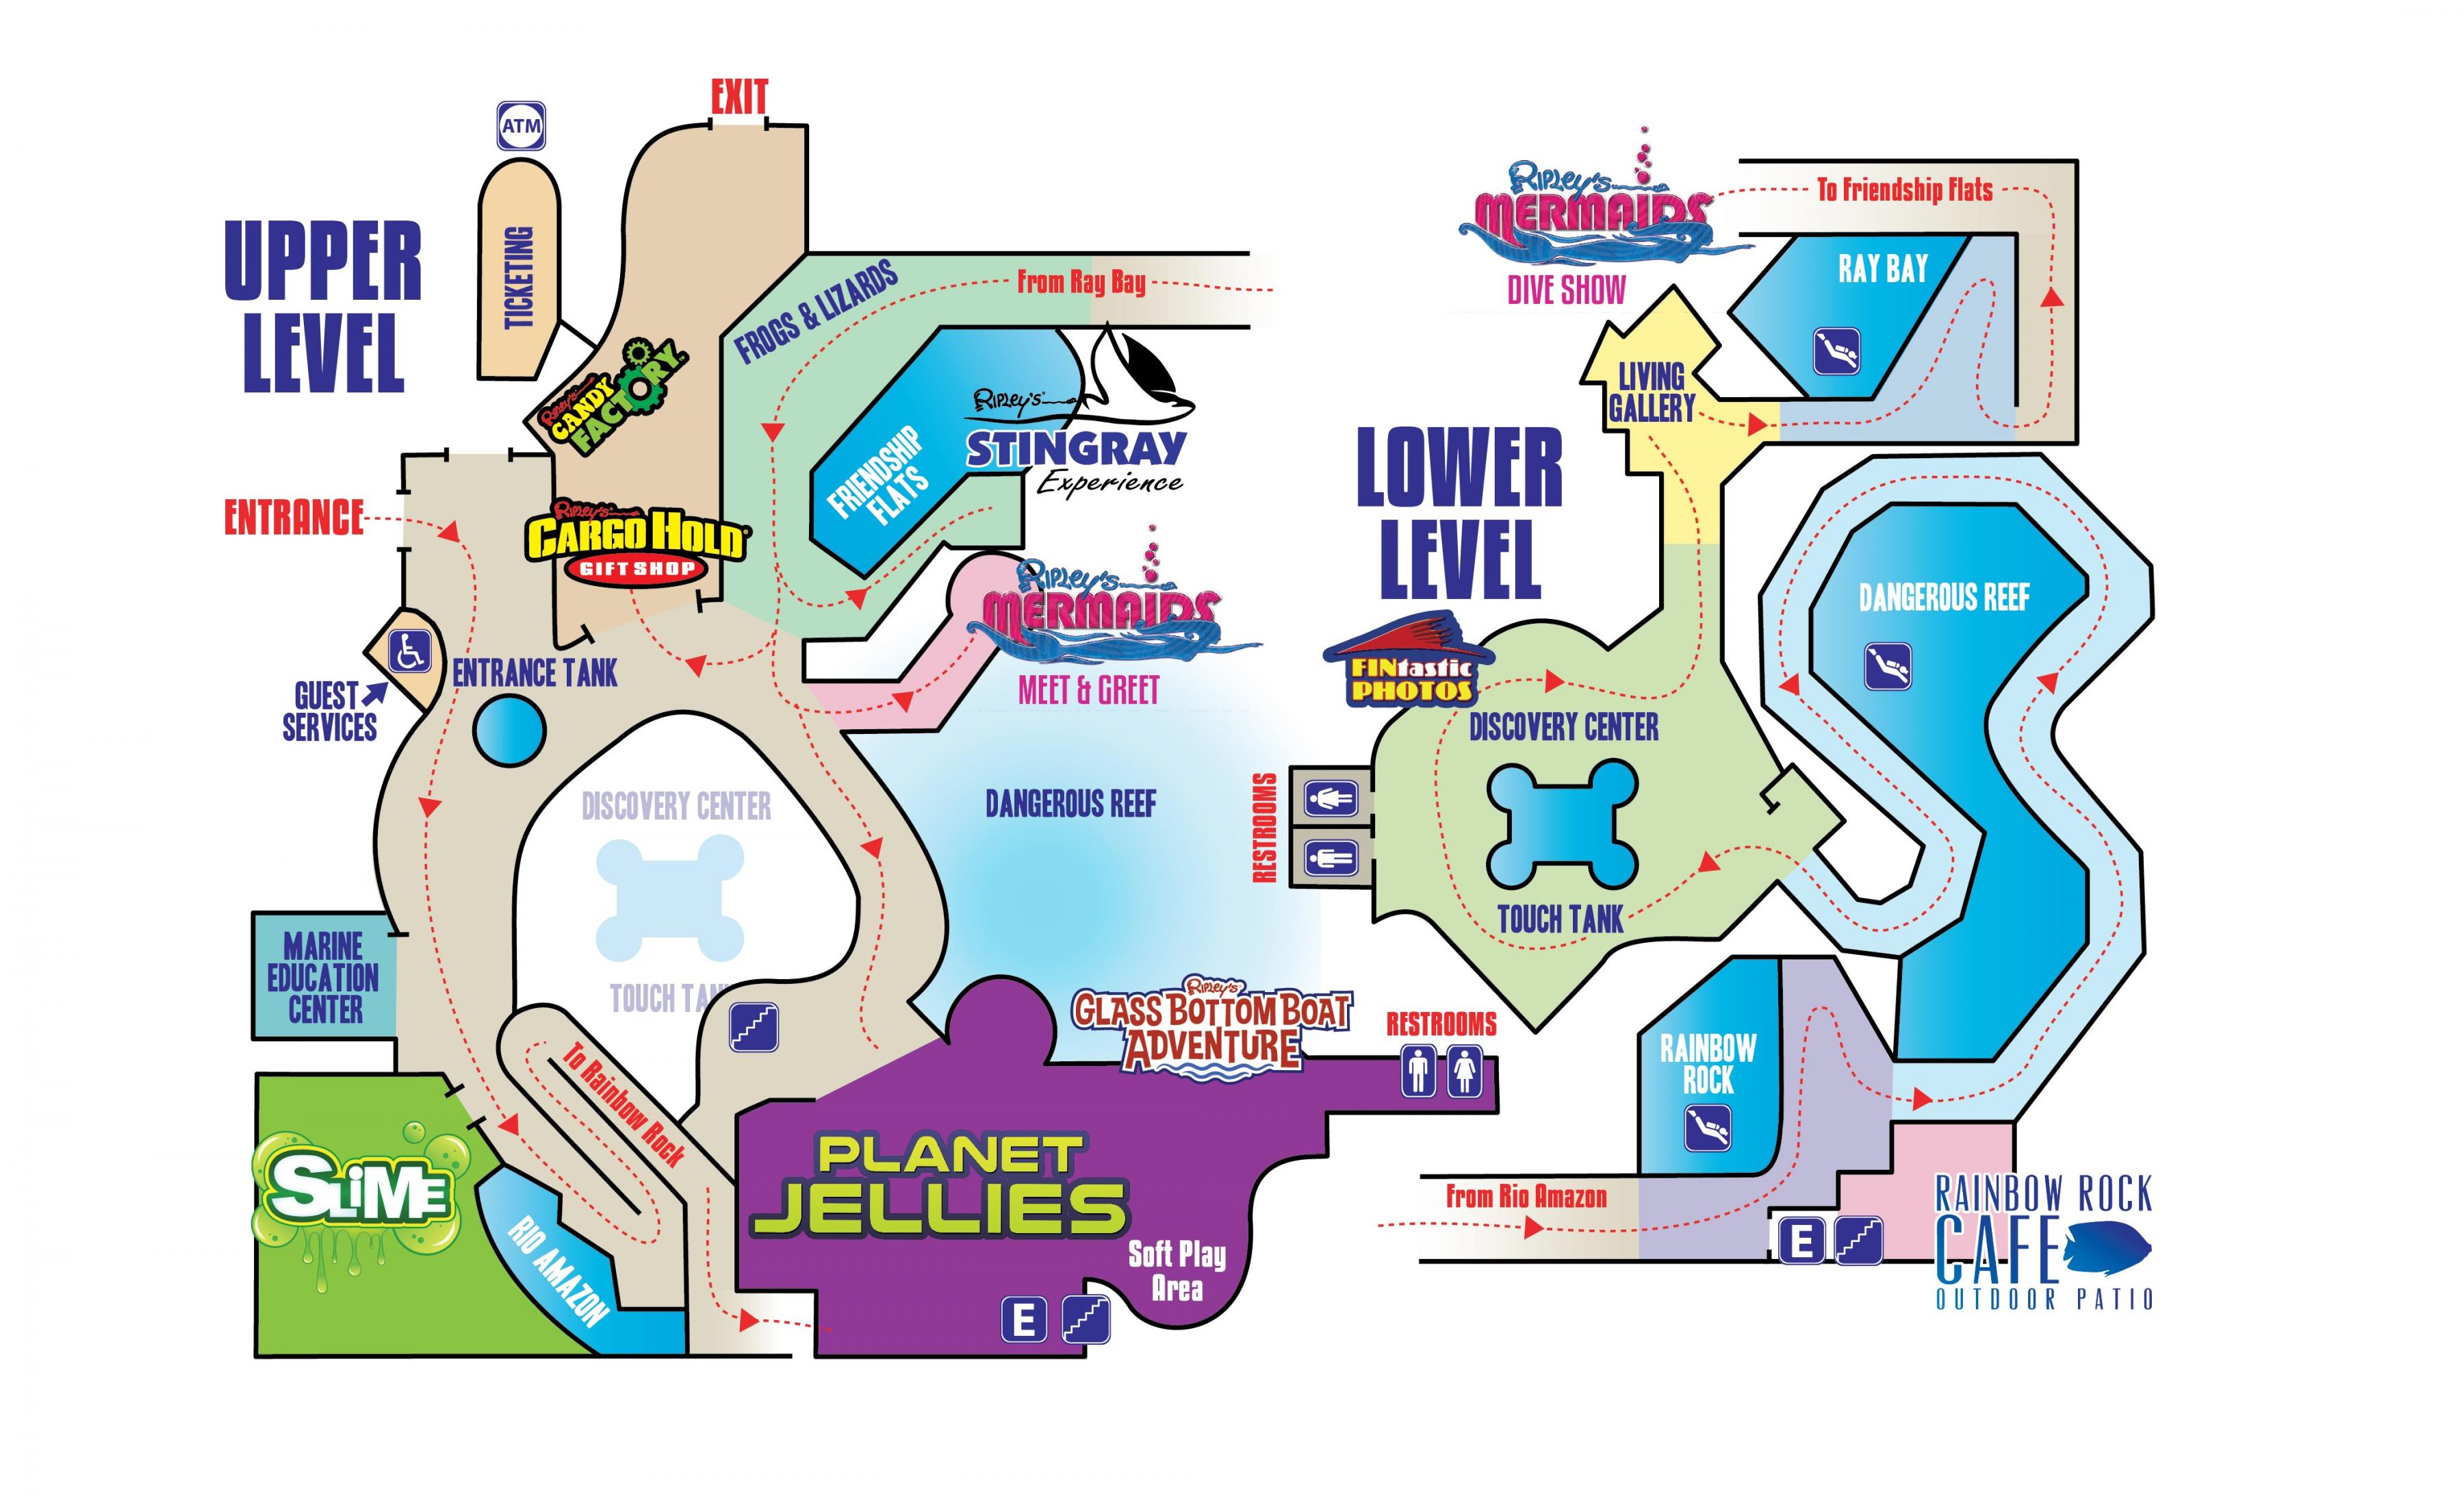 UPPER
LEVEL
EXIT
ATM
TICKETING
Ripley's
CANDY
FACTORY
ENTRANCE
Ripley's
CARGO HOLD
GIFT SHOP
GUEST
SERVICES
ENTRANCE TANK
FROGS & LIZARDS
From Ray Bay
FRIENDSHIP
FLATS
RIPLEY'S
STINGRAY
Experience
RIPLEY'S
MERMAIDS
MEET & GREET
DISCOVERY CENTER
TOUCH TAN
DANGEROUS REEF
MARINE
EDUCATION
CENTER
SLiME
RIO AMAZON
To Rainbow Rock
Ripley's
GLASS BOTTOM BOAT
ADVENTURE
RESTROOMS
PLANET
JELLIES
Soft Play
Area
E
LOWER
LEVEL
RIPLEY'S
MERMAIDS
DIVE SHOW
To Friendship Flats
RAY BAY
LIVING
GALLERY
FINtastic
PHOTOS
DISCOVERY CENTER
TOUCH TANK
RESTROOMS
DANGEROUS REEF
RAINBOW
ROCK
From Rio Amazon
E
RAINBOW ROCK
CAFE
OUTDOOR PATIO